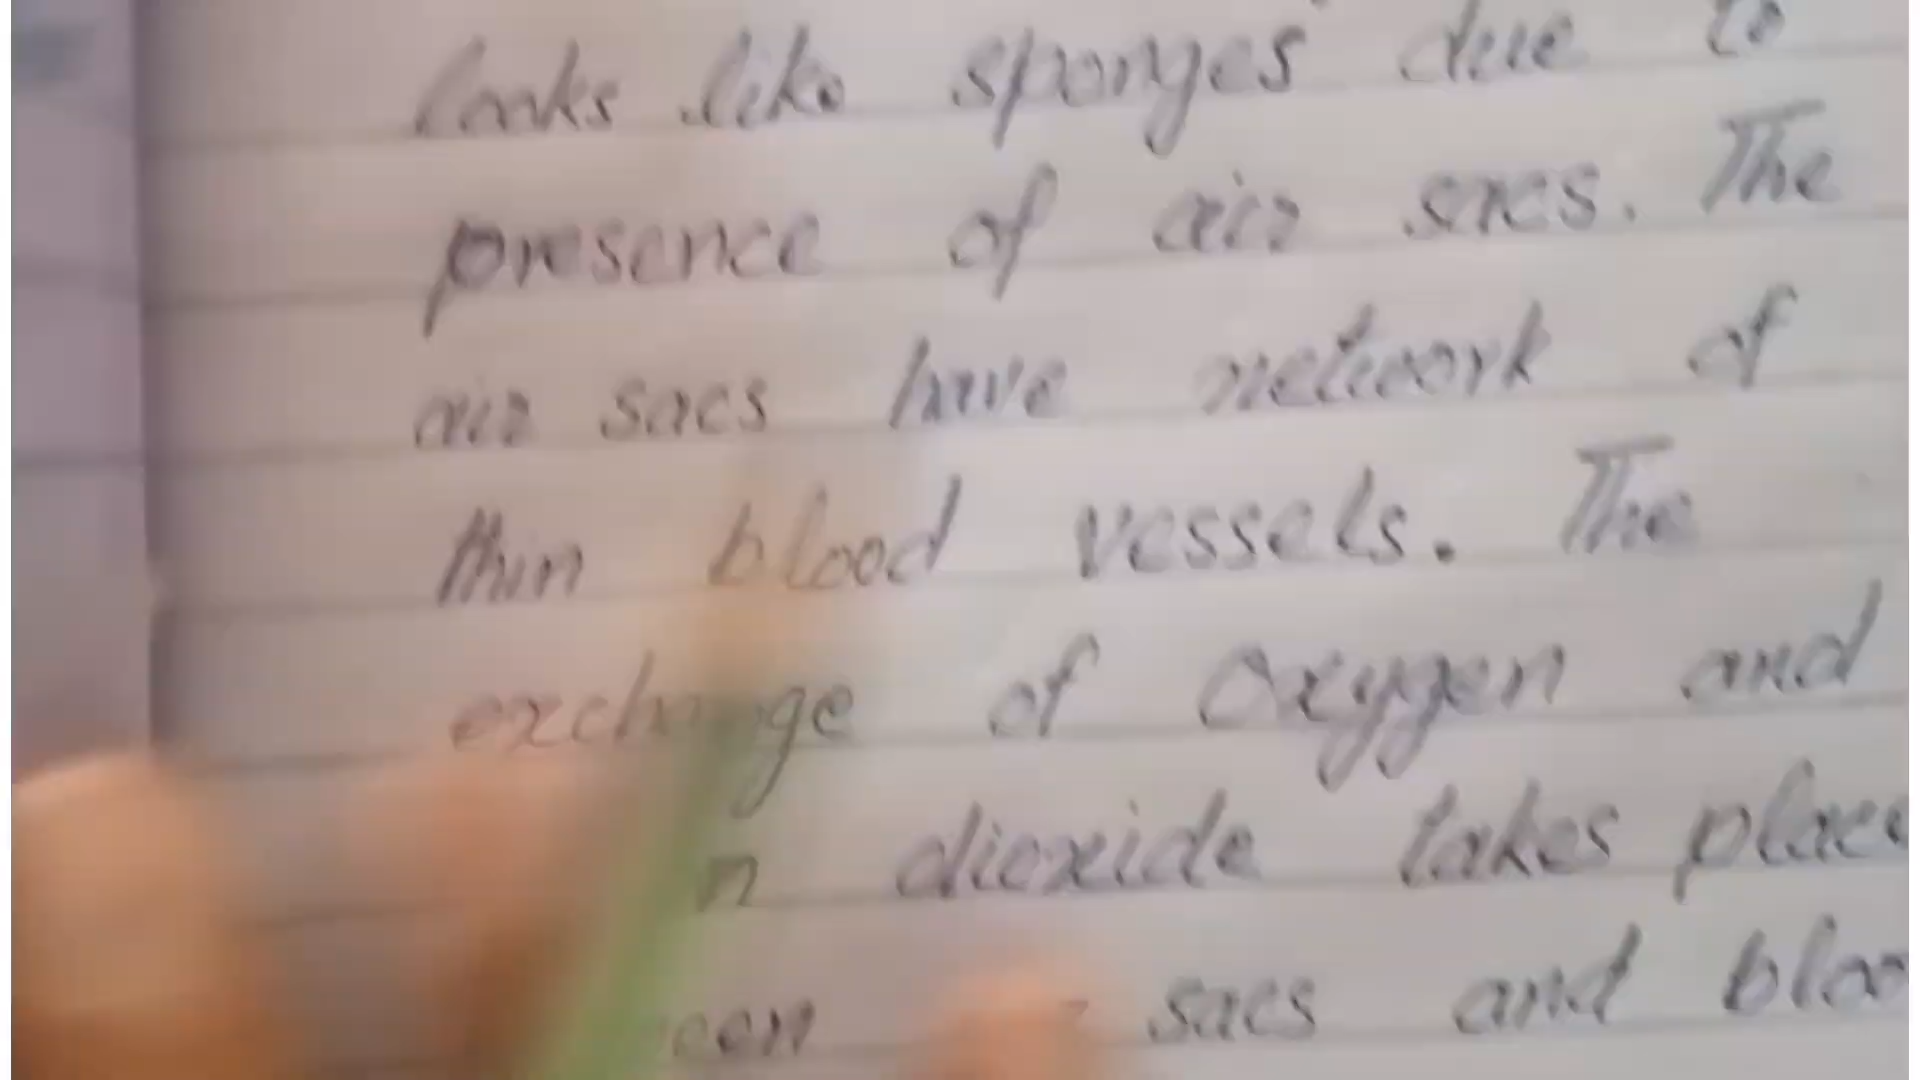 looks like sponges due to
presence of air sacs. The
air sacs have network of
thin blood vessels. The
exchange of Oxygen and
dioxide takes place
sacs and